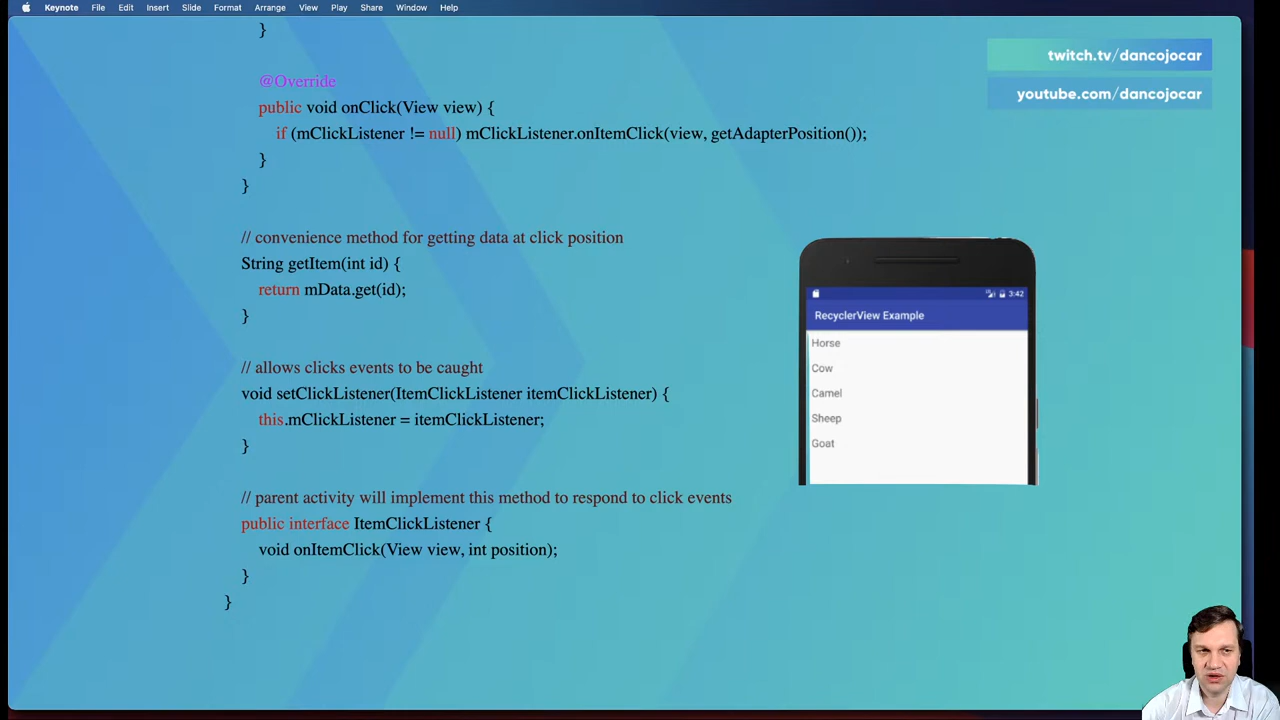 Keynote File Edit Insert Slide Format Arrange View Play Share Window Help
}
twitch.tv/dancojocar
youtube.com/dancojocar
@Override
public void onClick(View view) {
if (mClickListener != null) mClickListener.onItemClick(view, getAdapterPosition());
}
}
// convenience method for getting data at click position
String getItem(int id) {
return mData.get(id);
}
// allows clicks events to be caught
void setClickListener(ItemClickListener itemClickListener) {
this.mClickListener = itemClickListener;
}
// parent activity will implement this method to respond to click events
public interface ItemClickListener {
void onItemClick(View view, int position);
}
}
3:42
RecyclerView Example
Horse
Cow
Camel
Sheep
Goat